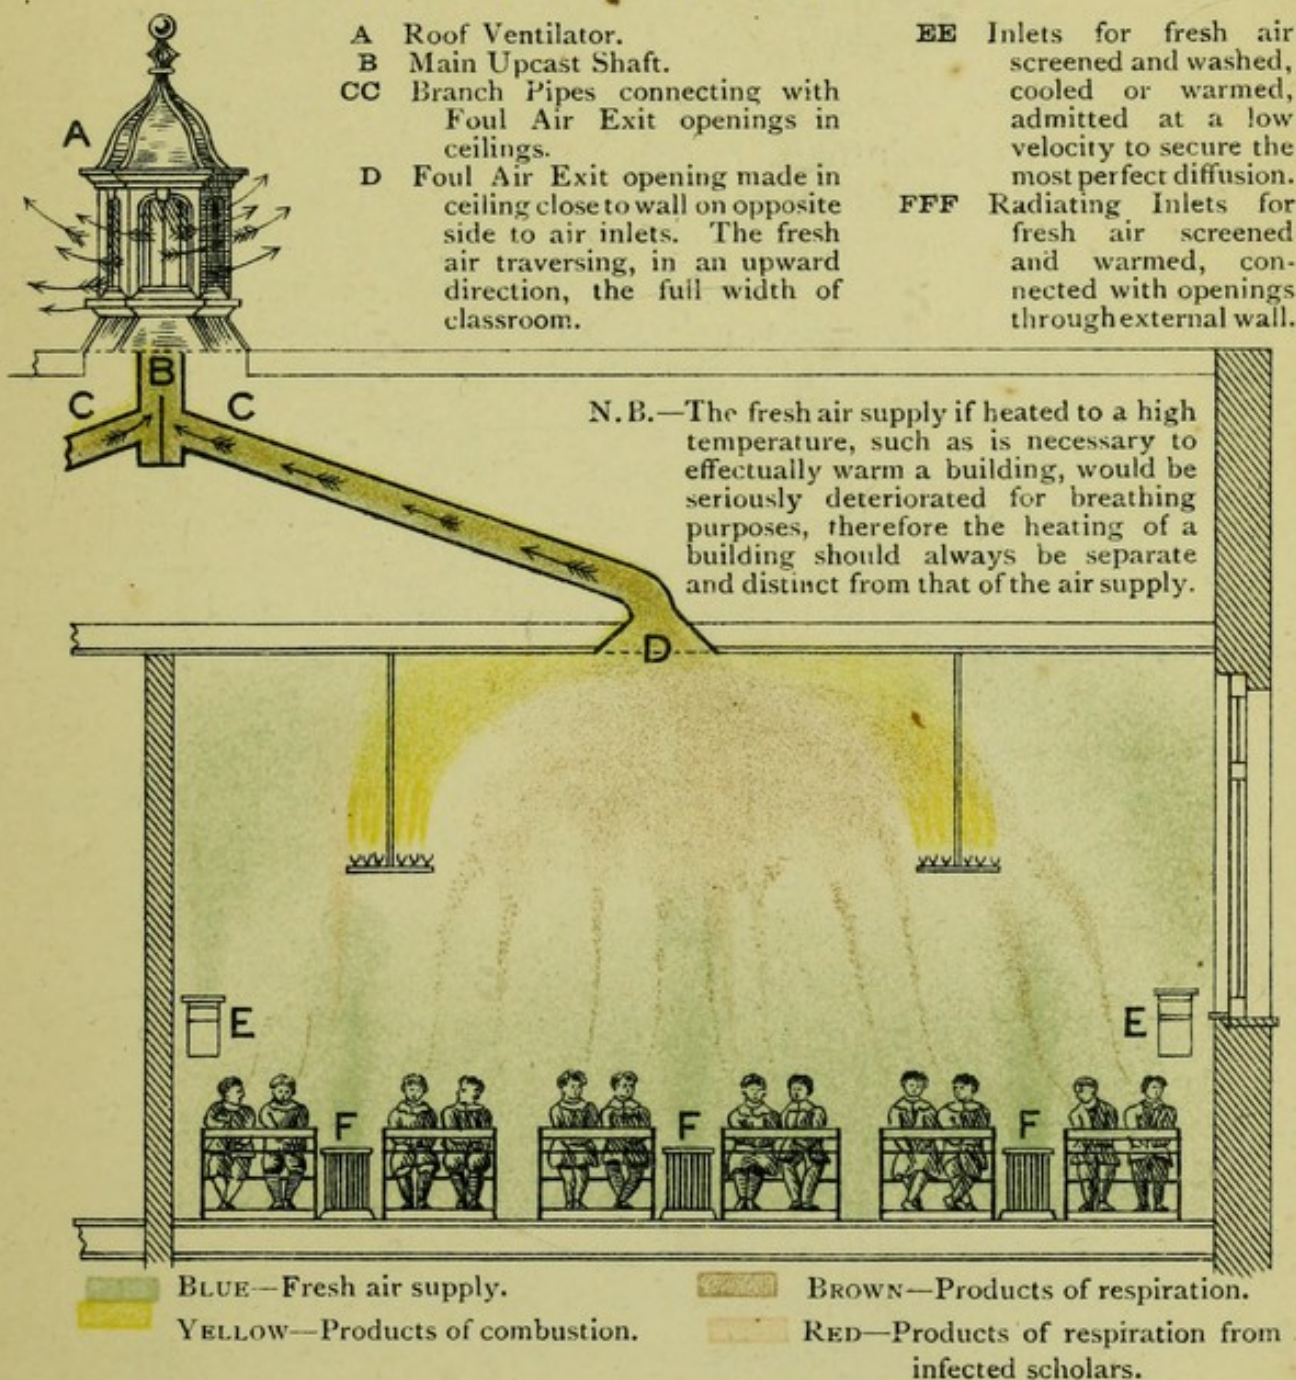 A Roof Ventilator.
B Main Upcast Shaft.
CC Branch Pipes connecting with
Foul Air Exit openings in
ceilings.
D Foul Air Exit opening made in
ceiling close to wall on opposite
side to air inlets. The fresh
air traversing, in an upward
direction, the full width of
classroom.
EE Inlets for fresh air
screened and washed,
cooled or warmed,
admitted at a low
velocity to secure the
most perfect diffusion.
FFF Radiating Inlets for
fresh air screened
and warmed, con-
nected with openings
through external wall.
A
B
C C
N.B.—The fresh air supply if heated to a high
temperature, such as is necessary to
effectually warm a building, would be
seriously deteriorated for breathing
purposes, therefore the heating of a
building should always be separate
and distinct from that of the air supply.
D
E E
F F F
BLUE—Fresh air supply.
YELLOW—Products of combustion.
BROWN—Products of respiration.
RED—Products of respiration from
infected scholars.